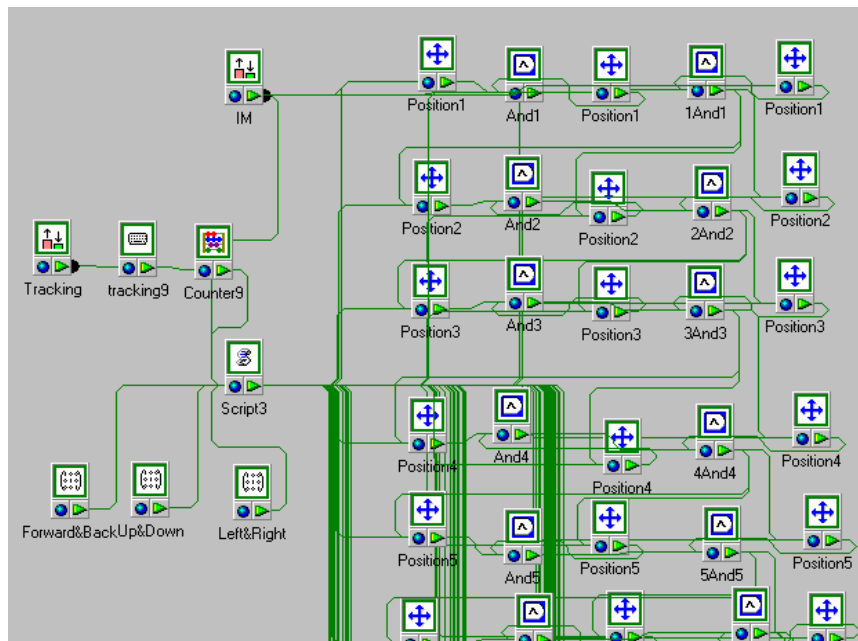 Position1
And1
Position1
1And1
Position1
IM
Position2
And2
Position2
2And2
Position2
Tracking
tracking9
Counter9
Position3
And3
Position3
3And3
Position3
Script3
Position4
And4
Position4
4And4
Position4
Forward&Back
Up&Down
Left&Right
Position5
And5
Position5
5And5
Position5